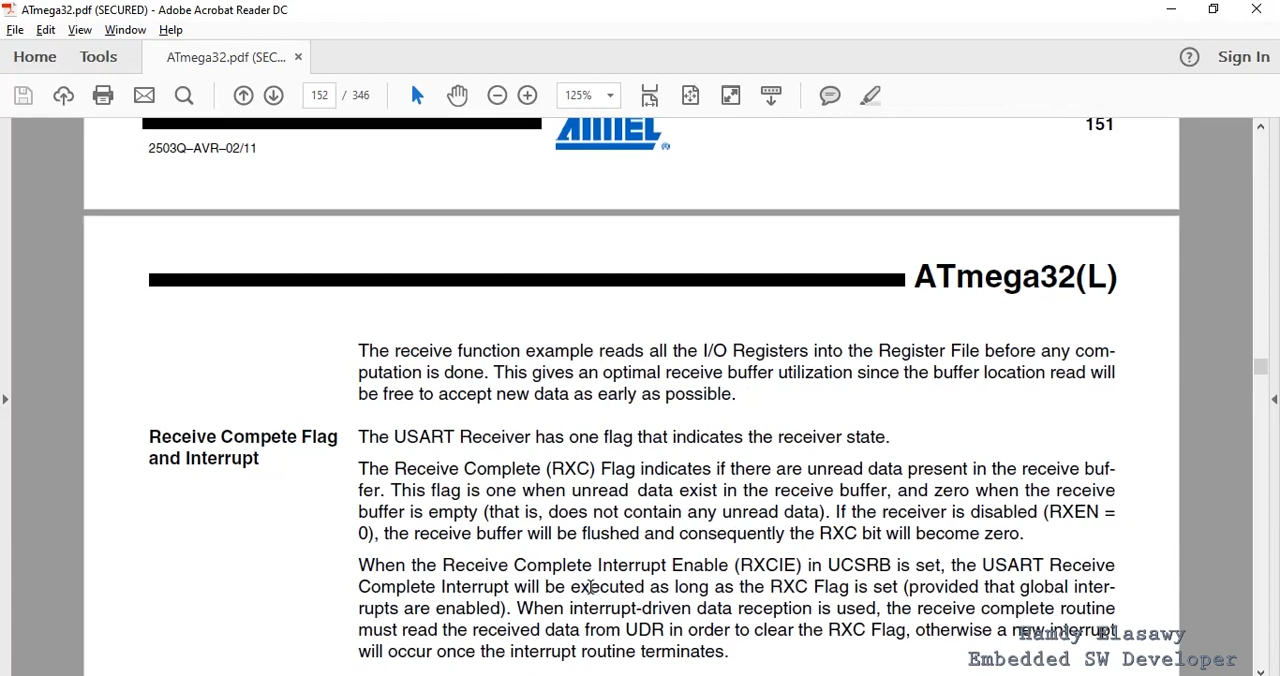 ATmega32.pdf (SECURED) - Adobe Acrobat Reader DC
File Edit View Window Help
Home Tools ATmega32.pdf (SEC... × Sign In
152 / 346 125%
ATMEL ®
151
2503Q–AVR–02/11
ATmega32(L)
The receive function example reads all the I/O Registers into the Register File before any com-
putation is done. This gives an optimal receive buffer utilization since the buffer location read will
be free to accept new data as early as possible.
Receive Compete Flag
and Interrupt
The USART Receiver has one flag that indicates the receiver state.
The Receive Complete (RXC) Flag indicates if there are unread data present in the receive buf-
fer. This flag is one when unread data exist in the receive buffer, and zero when the receive
buffer is empty (that is, does not contain any unread data). If the receiver is disabled (RXEN =
0), the receive buffer will be flushed and consequently the RXC bit will become zero.
When the Receive Complete Interrupt Enable (RXCIE) in UCSRB is set, the USART Receive
Complete Interrupt will be executed as long as the RXC Flag is set (provided that global inter-
rupts are enabled). When interrupt-driven data reception is used, the receive complete routine
must read the received data from UDR in order to clear the RXC Flag, otherwise a new interrupt
will occur once the interrupt routine terminates.
Hamdy Elasawy
Embedded SW Developer